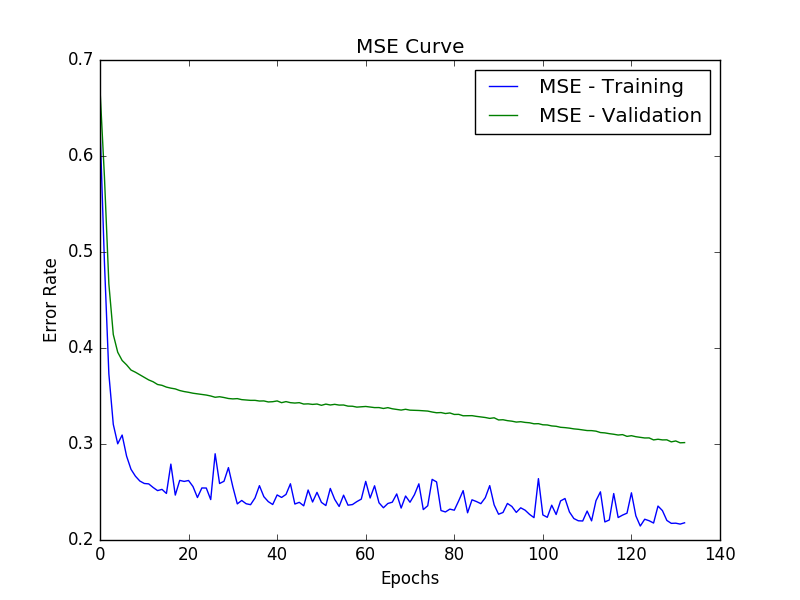 MSE Curve
MSE - Training
MSE - Validation
Error Rate
0.7
0.6
0.5
0.4
0.3
0.2
0 20 40 60 80 100 120 140
Epochs